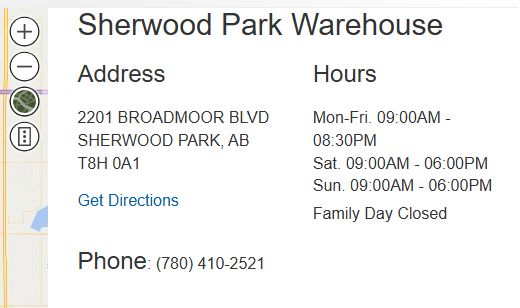 Sherwood Park Warehouse
Address
2201 BROADMOOR BLVD
SHERWOOD PARK, AB
T8H 0A1
Get Directions
Hours
Mon-Fri. 09:00AM -
08:30PM
Sat. 09:00AM - 06:00PM
Sun. 09:00AM - 06:00PM
Family Day Closed
Phone: (780) 410-2521